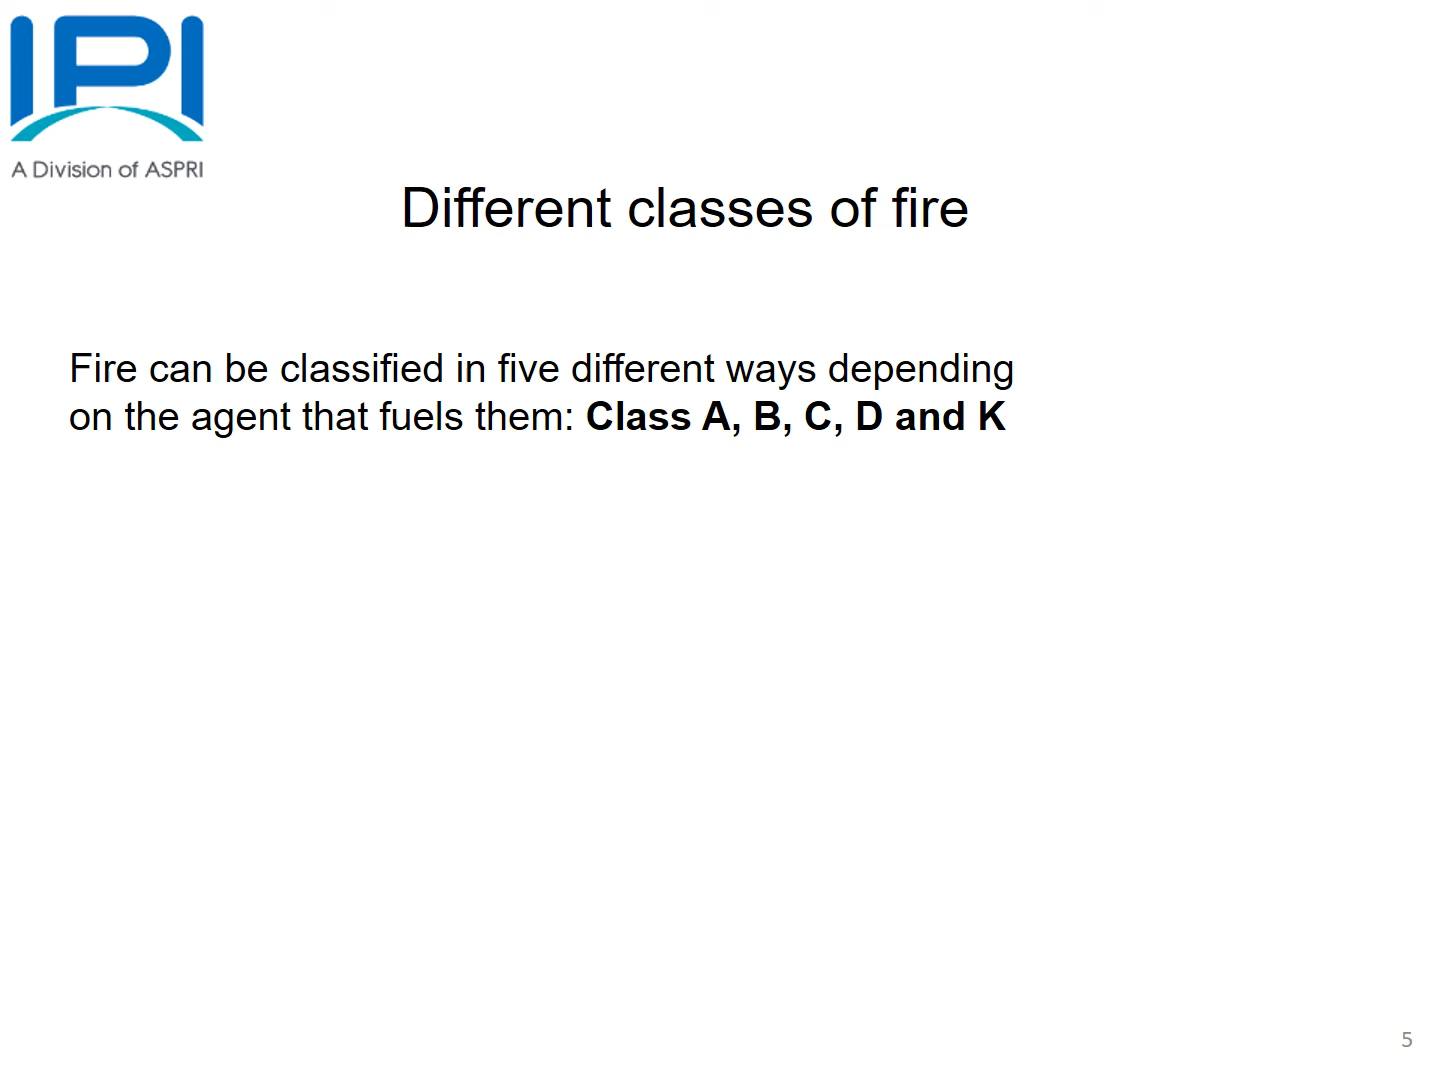 IPI
A Division of ASPRI
Different classes of fire
Fire can be classified in five different ways depending
on the agent that fuels them: Class A, B, C, D and K
5